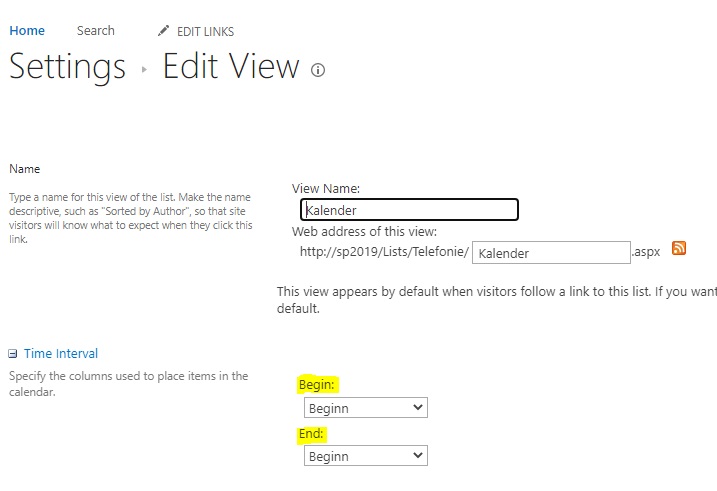 Home Search EDIT LINKS
Settings Edit View
Name
Type a name for this view of the list. Make the name
descriptive, such as "Sorted by Author", so that site
visitors will know what to expect when they click this
link.
View Name:
Kalender
Web address of this view:
http://sp2019/Lists/Telefonie/ Kalender .aspx
This view appears by default when visitors follow a link to this list. If you want
default.
Time Interval
Specify the columns used to place items in the
calendar.
Begin:
Beginn
End:
Beginn